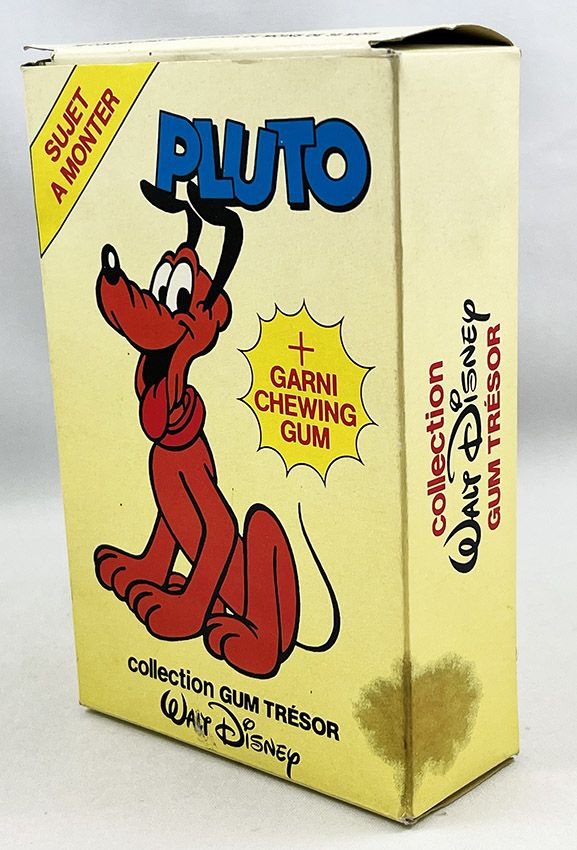 SUJET
A MONTER
PLUTO
+
GARNI
CHEWING
GUM
collection GUM TRÉSOR
WALT DISNEY
collection
WALT DISNEY
GUM TRÉSOR